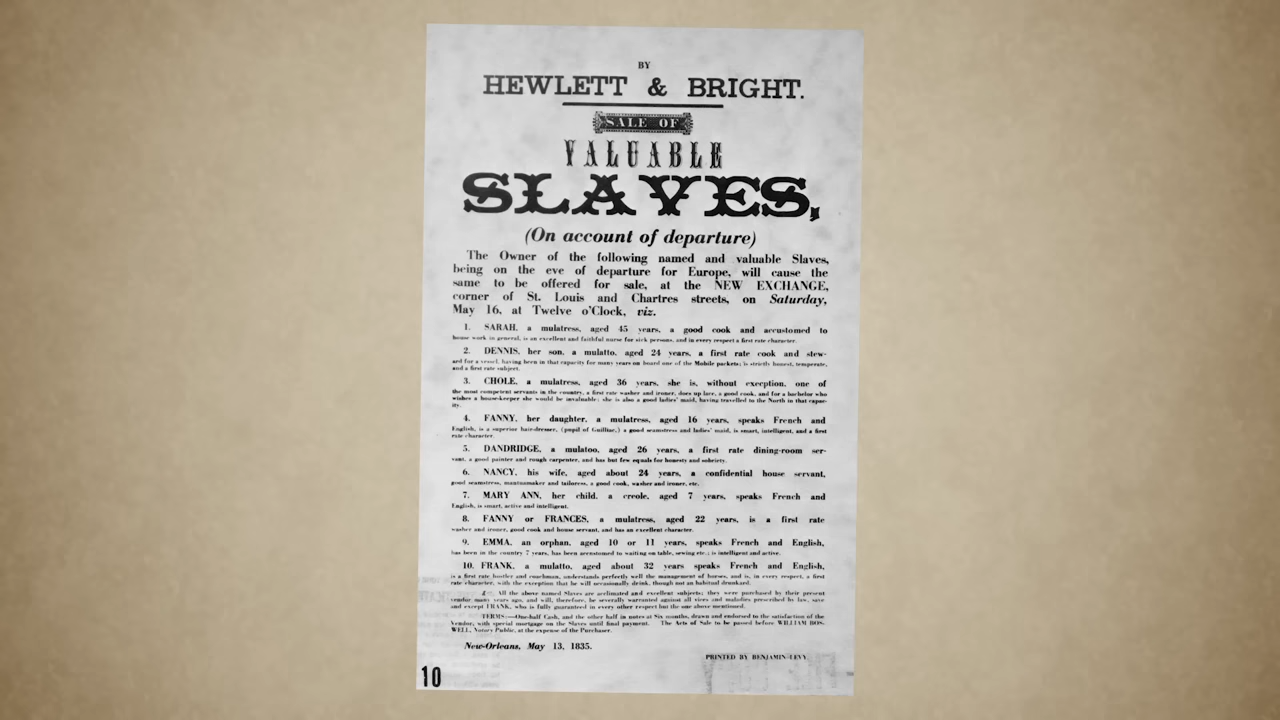 BY
HEWLETT & BRIGHT.
SALE OF
VALUABLE
SLAVES,
(On account of departure)
The Owner of the following named and valuable Slaves,
being on the eve of departure for Europe, will cause the
same to be offered for sale, at the NEW EXCHANGE,
corner of St. Louis and Chartres streets, on Saturday,
May 16, at Twelve o'Clock, viz.
1. SARAH, a mulatress, aged 45 years, a good cook and accustomed to
house work in general, is an excellent and faithful nurse for sick persons, and in every respect a first rate character.
2. DENNIS, her son, a mulatto, aged 24 years, a first rate cook and stew-
ard for a vessel, having been in that capacity for many years on board one of the Mobile packets; is strictly honest, temperate,
and a first rate subject.
3. CHOLE, a mulatress, aged 36 years, she is, without exception, one of
the most competent servants in the country, a first rate washer and ironer, does up lace, a good cook, and for a bachelor who
wishes a house-keeper she would be invaluable; she is also a good ladies' maid, having travelled to the North in that capac-
ity.
4. FANNY, her daughter, a mulatress, aged 16 years, speaks French and
English, is a superior hair-dresser, (pupil of Guilliac,) a good seamstress and ladies' maid, is smart, intelligent, and a first
rate character.
5. DANDRIDGE, a mulatoo, aged 26 years, a first rate dining-room ser-
vant, a good painter and rough carpenter, and has but few equals for honesty and sobriety.
6. NANCY, his wife, aged about 24 years, a confidential house servant,
good seamstress, mantuamaker and tailoress, a good cook, washer and ironer, etc.
7. MARY ANN, her child, a creole, aged 7 years, speaks French and
English, is smart, active and intelligent.
8. FANNY or FRANCES, a mulatress, aged 22 years, is a first rate
washer and ironer, good cook and house servant, and has an excellent character.
9. EMMA, an orphan, aged 10 or 11 years, speaks French and English,
has been in the country 7 years, has been accustomed to waiting on table, sewing etc.; is intelligent and active.
10. FRANK, a mulatto, aged about 32 years speaks French and English,
is a first rate hostler and coachman, understands perfectly well the management of horses, and is, in every respect, a first
rate character, with the exception that he will occasionally drink, though not an habitual drunkard.
All the above named Slaves are acclimated and excellent subjects; they were purchased by their present
vendor many years ago, and will, therefore, be severally warranted against all vices and maladies prescribed by law, save
and except FRANK, who is fully guaranteed in every other respect but the one above mentioned.
TERMS:—One-half Cash, and the other half in notes at Six months, drawn and endorsed to the satisfaction of the
Vendor, with special mortgage on the Slaves until final payment. The Acts of Sale to be passed before WILLIAM BOS-
WELL, Notary Public, at the expense of the Purchaser.
New-Orleans, May 13, 1835.
PRINTED BY BENJAMIN LEVY
10